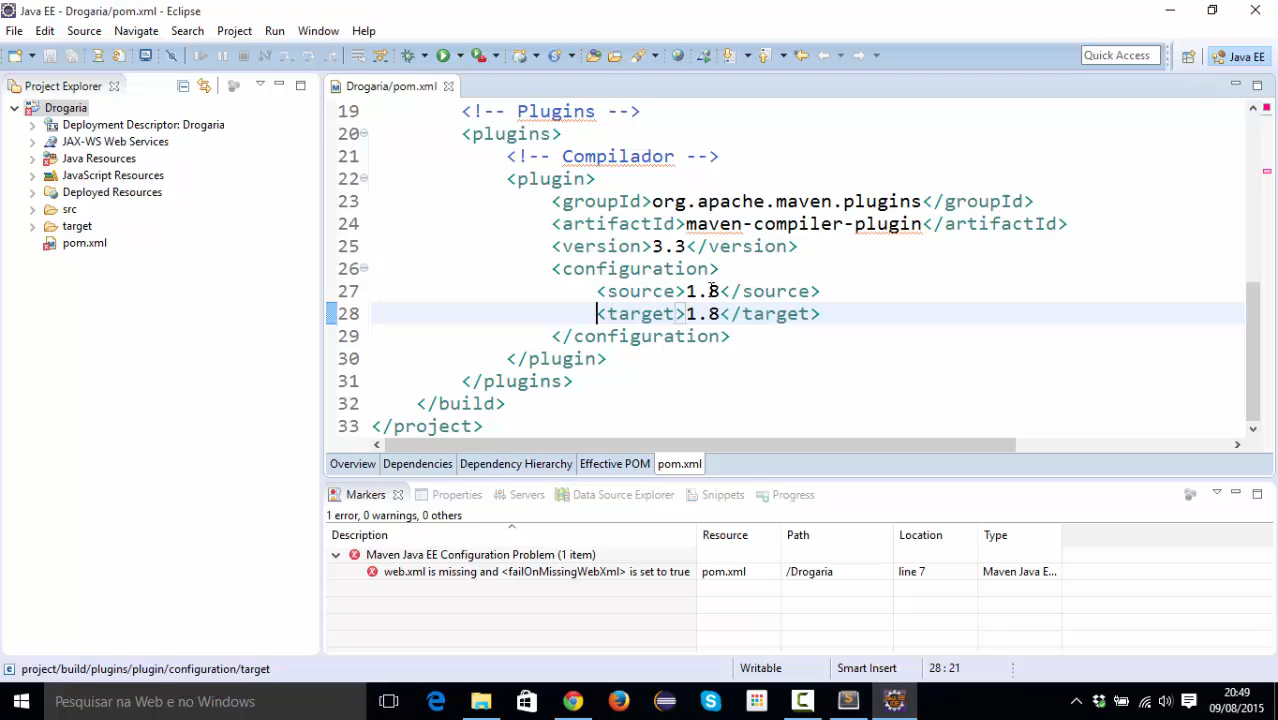 Java EE - Drogaria/pom.xml - Eclipse
File Edit Source Navigate Search Project Run Window Help
Quick Access
Java EE
Project Explorer
Drogaria/pom.xml
Drogaria
Deployment Descriptor: Drogaria
JAX-WS Web Services
Java Resources
JavaScript Resources
Deployed Resources
src
target
pom.xml
19 <!-- Plugins -->
20 <plugins>
21 <!-- Compilador -->
22 <plugin>
23 <groupId>org.apache.maven.plugins</groupId>
24 <artifactId>maven-compiler-plugin</artifactId>
25 <version>3.3</version>
26 <configuration>
27 <source>1.8</source>
28 <target>1.8</target>
29 </configuration>
30 </plugin>
31 </plugins>
32 </build>
33 </project>
Overview Dependencies Dependency Hierarchy Effective POM pom.xml
Markers Properties Servers Data Source Explorer Snippets Progress
1 error, 0 warnings, 0 others
Description Resource Path Location Type
Maven Java EE Configuration Problem (1 item)
web.xml is missing and <failOnMissingWebXml> is set to true pom.xml /Drogaria line 7 Maven Java E...
project/build/plugins/plugin/configuration/target Writable Smart Insert 28 : 21
Pesquisar na Web e no Windows
20:49
09/08/2015